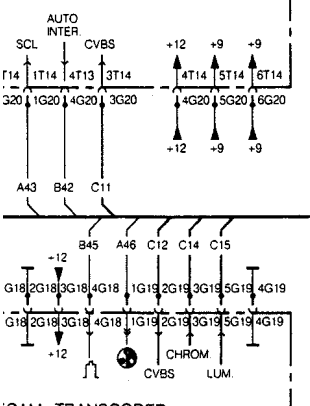 AUTO
INTER.
SCL CVBS +12 +9 +9
T14 1T14 4T13 3T14 4T14 5T14 6T14
3G20 1G20 4G20 3G20 4G20 5G20 6G20
+12 +9 +9
A43 B42 C11
B45 A46 C12 C14 C15
+12
G18 2G18 3G18 4G18 1G19 2G19 3G19 5G19 4G19
G18 2G18 3G18 4G18 1G19 2G19 3G19 5G19 4G19
+12
CHROM.
CVBS LUM.